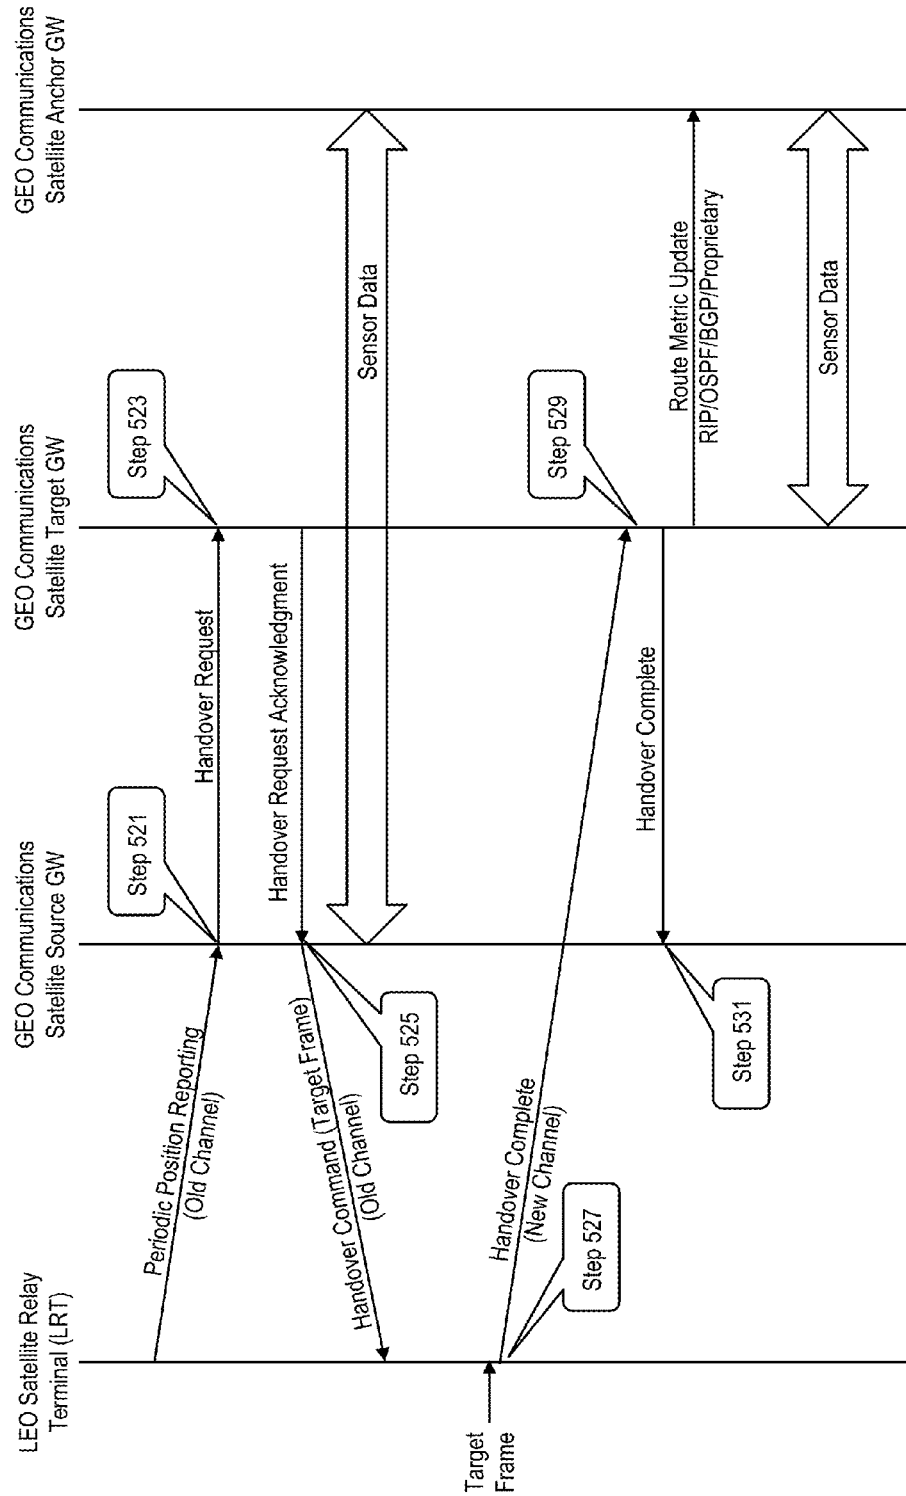 LEO Satellite Relay
Terminal (LRT)
GEO Communications
Satellite Source GW
GEO Communications
Satellite Target GW
GEO Communications
Satellite Anchor GW
Periodic Position Reporting
(Old Channel)
Step 521
Handover Request
Step 523
Handover Request Acknowledgment
Handover Command (Target Frame)
(Old Channel)
Step 525
Sensor Data
Target
Frame
Handover Complete
(New Channel)
Step 527
Step 529
Handover Complete
Step 531
Route Metric Update
RIP/OSPF/BGP/Proprietary
Sensor Data